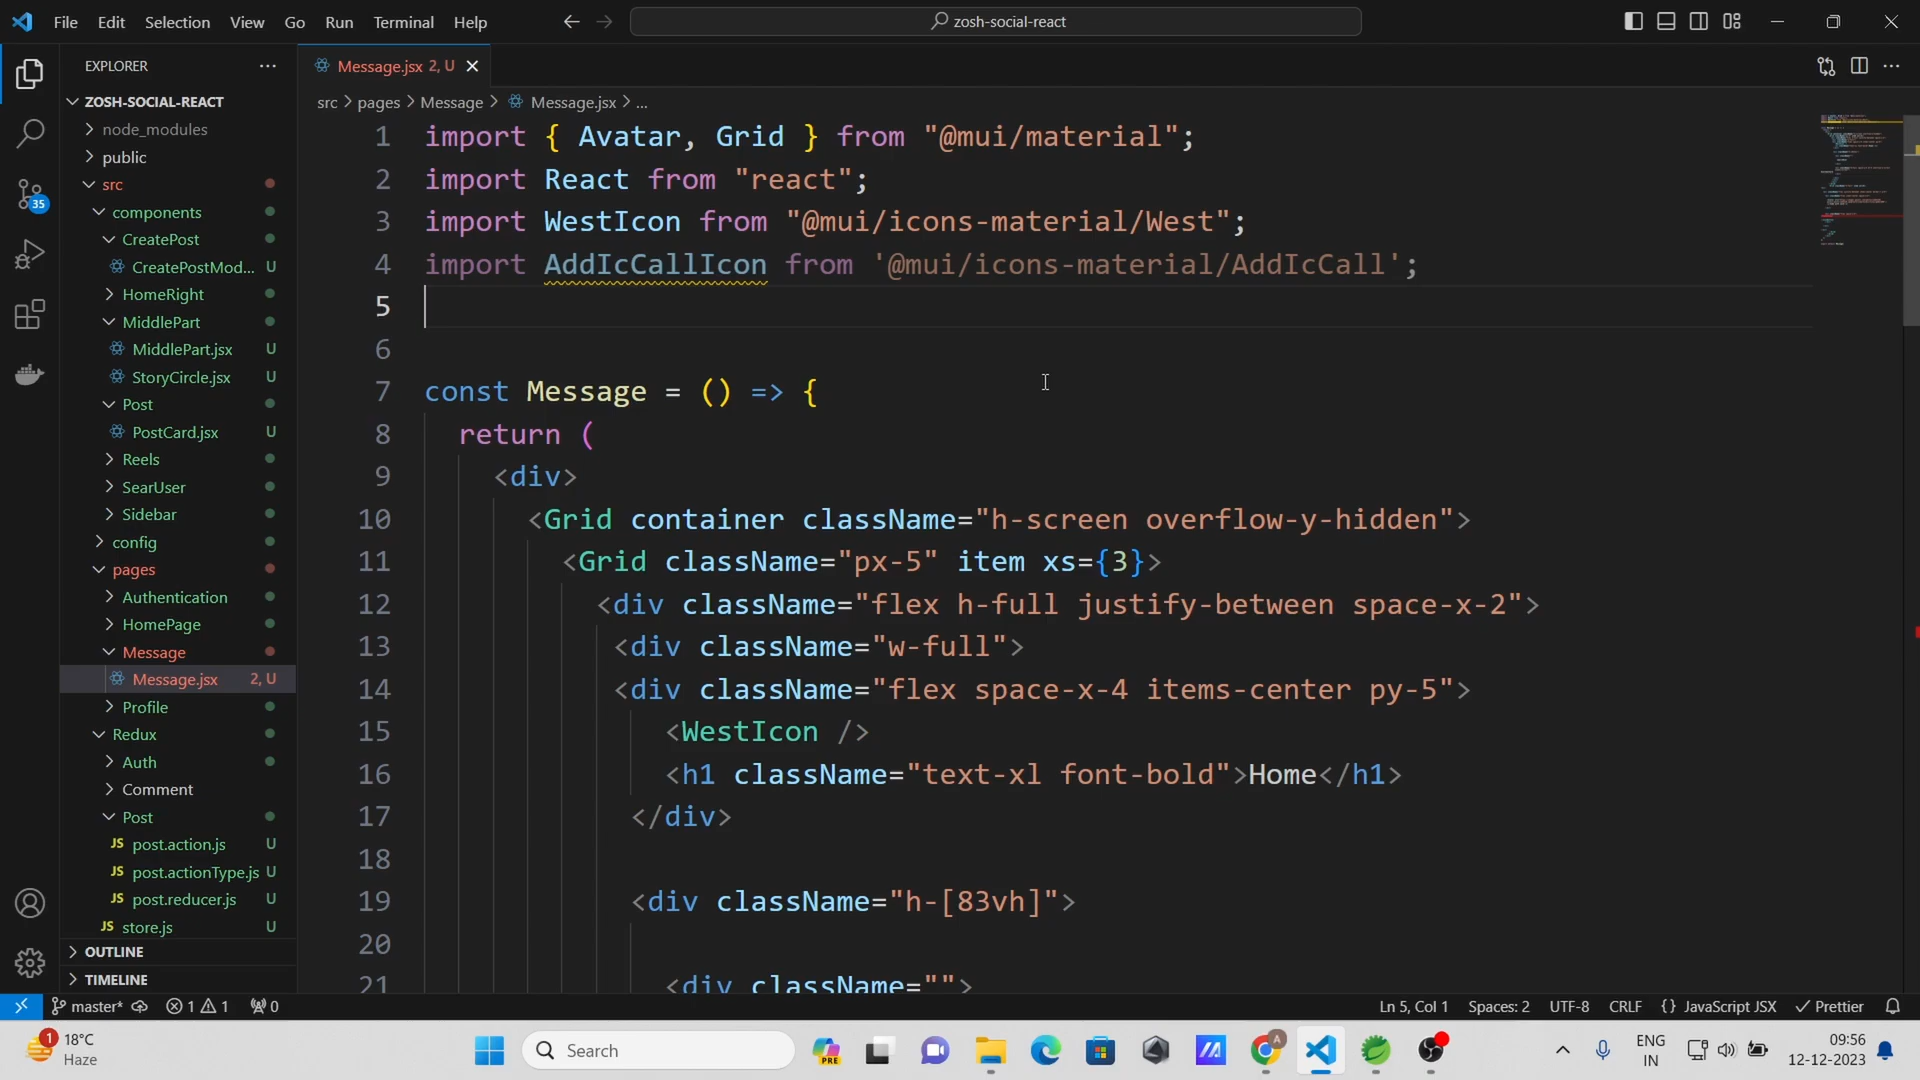 File Edit Selection View Go Run Terminal Help
zosh-social-react
EXPLORER
ZOSH-SOCIAL-REACT
node_modules
public
src
components
CreatePost
CreatePostMod... U
HomeRight
MiddlePart
MiddlePart.jsx U
StoryCircle.jsx U
Post
PostCard.jsx U
Reels
SearUser
Sidebar
config
pages
Authentication
HomePage
Message
Message.jsx 2, U
Profile
Redux
Auth
Comment
Post
post.action.js U
post.actionType.js U
post.reducer.js U
store.js U
OUTLINE
TIMELINE
35
Message.jsx 2, U
src > pages > Message > Message.jsx > ...
1 import { Avatar, Grid } from "@mui/material";
2 import React from "react";
3 import WestIcon from "@mui/icons-material/West";
4 import AddIcCallIcon from '@mui/icons-material/AddIcCall';
5
6
7 const Message = () => {
8 return (
9 <div>
10 <Grid container className="h-screen overflow-y-hidden">
11 <Grid className="px-5" item xs={3}>
12 <div className="flex h-full justify-between space-x-2">
13 <div className="w-full">
14 <div className="flex space-x-4 items-center py-5">
15 <WestIcon />
16 <h1 className="text-xl font-bold">Home</h1>
17 </div>
18
19 <div className="h-[83vh]">
20
21 <div className="">
master* 1 1 0
Ln 5, Col 1 Spaces: 2 UTF-8 CRLF {} JavaScript JSX Prettier
1
18°C
Haze
Search
PRE
A
ENG
IN
09:56
12-12-2023